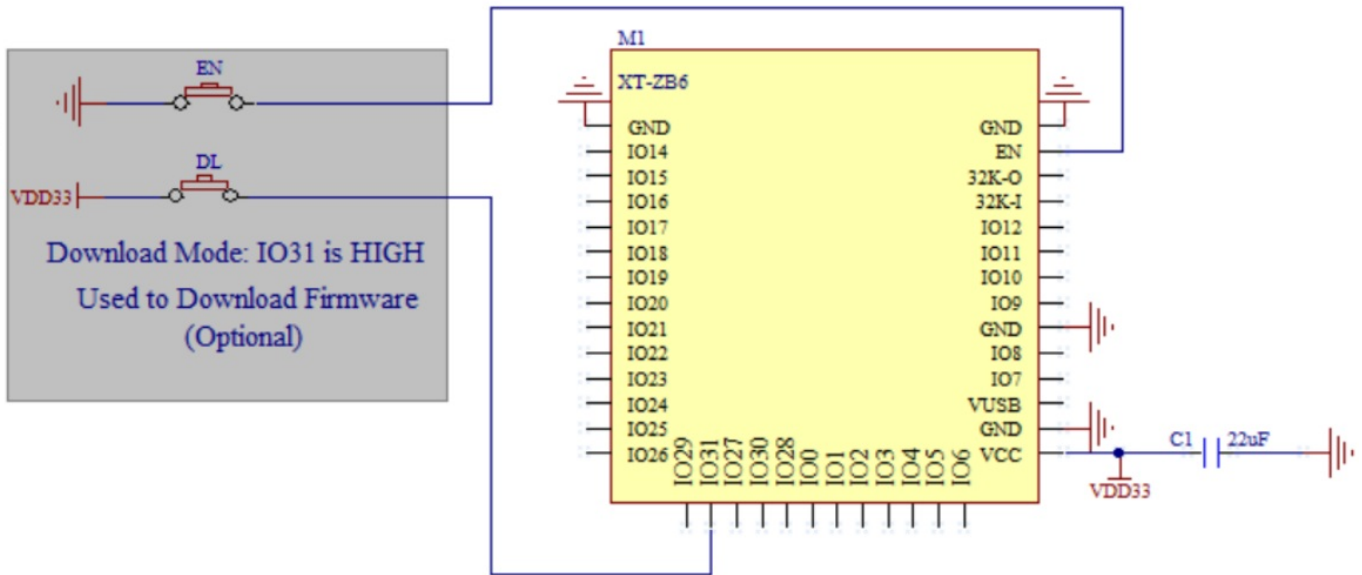 M1
XT-ZB6
EN
DL
VDD33
Download Mode: IO31 is HIGH
Used to Download Firmware
(Optional)
GND
IO14
IO15
IO16
IO17
IO18
IO19
IO20
IO21
IO22
IO23
IO24
IO25
IO26
IO29
IO31
IO27
IO30
IO28
IO0
IO1
IO2
IO3
IO4
IO5
IO6
GND
EN
32K-O
32K-I
IO12
IO11
IO10
IO9
GND
IO8
IO7
VUSB
GND
VCC
C1 22uF
VDD33